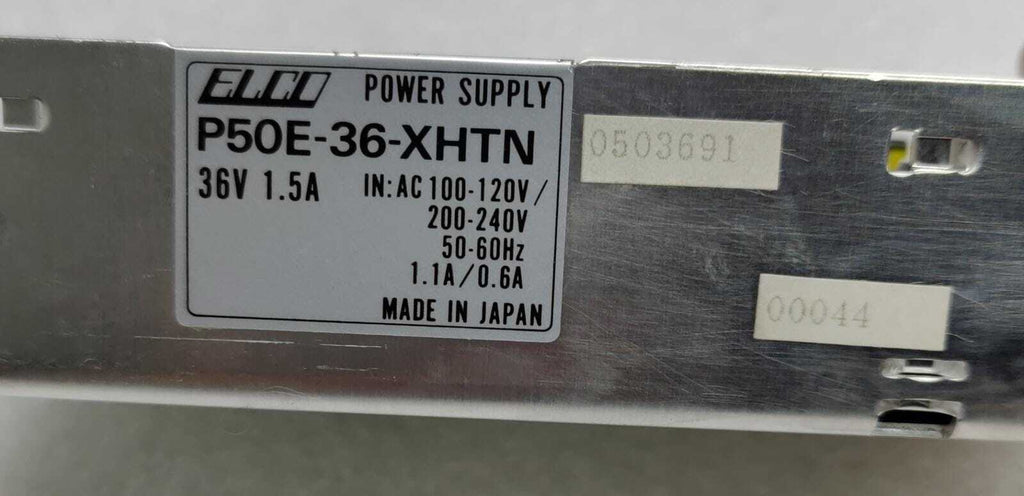 ELCO POWER SUPPLY
P50E-36-XHTN
36V 1.5A IN: AC 100-120V/
200-240V
50-60Hz
1.1A/0.6A
MADE IN JAPAN
0503691
00044